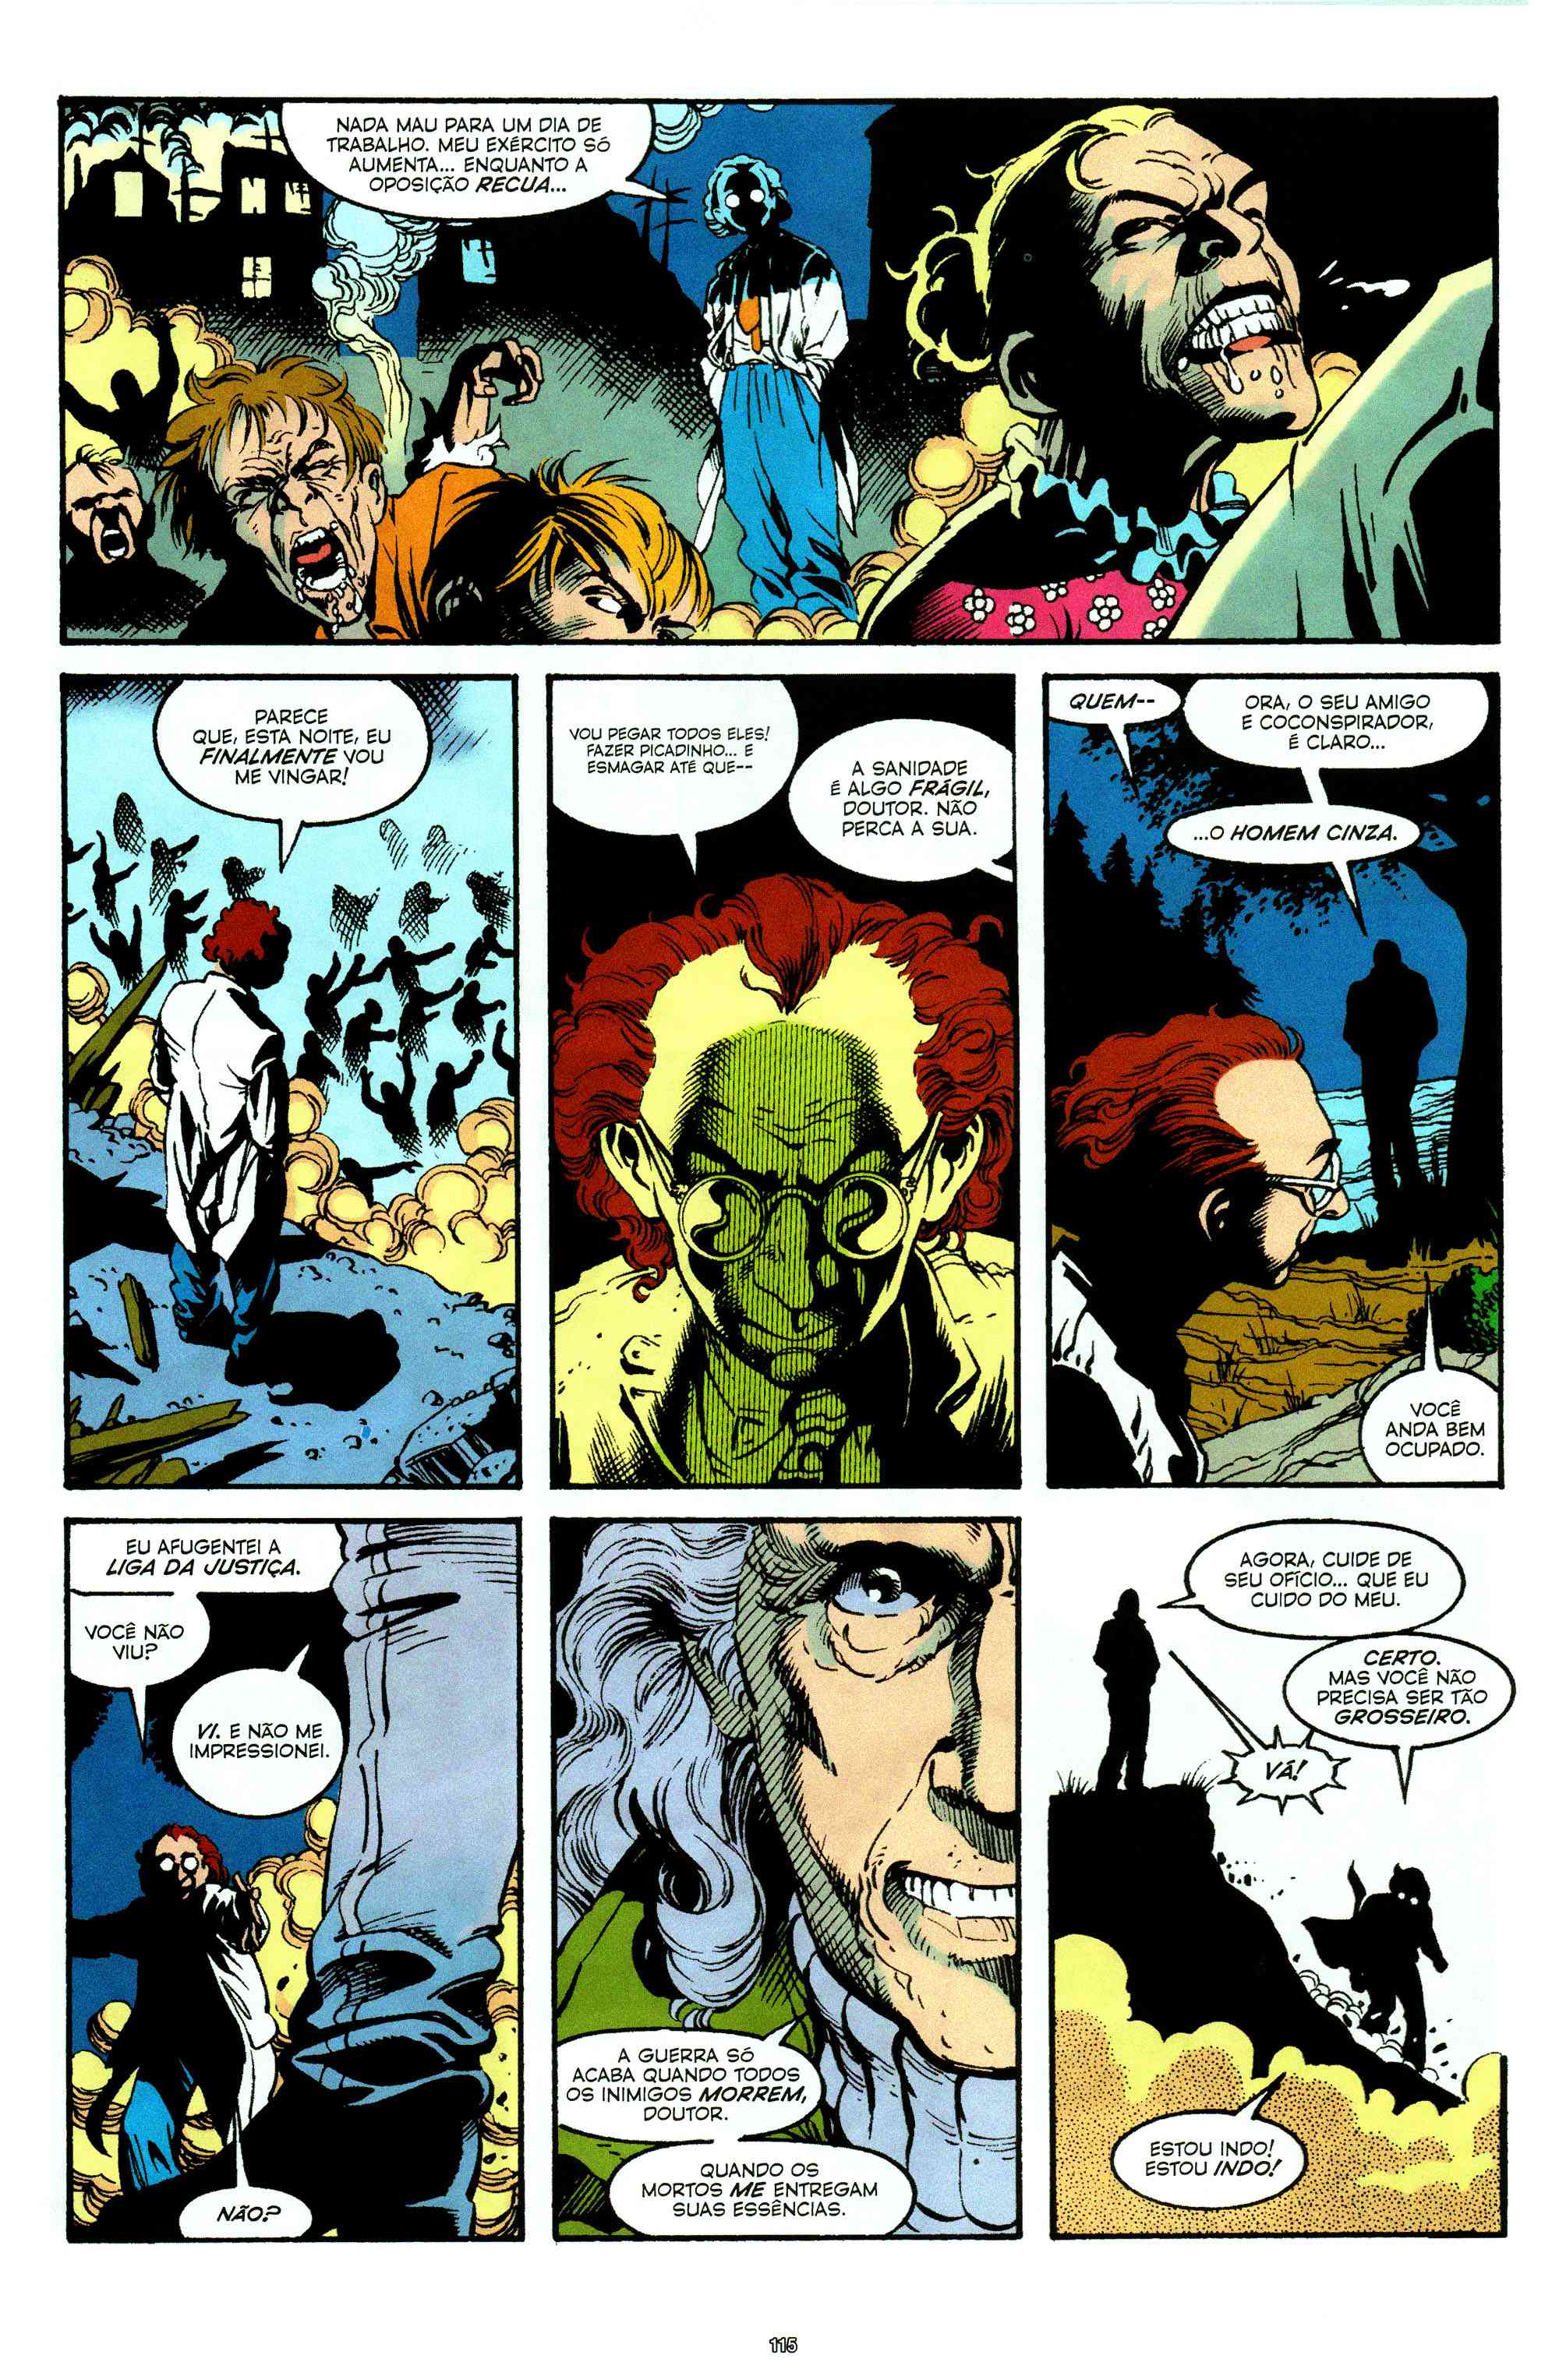 NADA MAU PARA UM DIA DE
TRABALHO. MEU EXÉRCITO SÓ
AUMENTA... ENQUANTO A
OPOSIÇÃO RECUA...
PARECE
QUE, ESTA NOITE, EU
FINALMENTE VOU
ME VINGAR!
VOU PEGAR TODOS ELES!
FAZER PICADINHO... E
ESMAGAR ATÉ QUE--
A SANIDADE
É ALGO FRÁGIL,
DOUTOR. NÃO
PERCA A SUA.
QUEM--
ORA, O SEU AMIGO
E COCONSPIRADOR,
É CLARO...
...O HOMEM CINZA.
VOCÊ
ANDA BEM
OCUPADO.
EU AFUGENTEI A
LIGA DA JUSTIÇA.
VOCÊ NÃO
VIU?
VI. E NÃO ME
IMPRESSIONEI.
NÃO?
A GUERRA SÓ
ACABA QUANDO TODOS
OS INIMIGOS MORREM,
DOUTOR.
QUANDO OS
MORTOS ME ENTREGAM
SUAS ESSÊNCIAS.
AGORA, CUIDE DE
SEU OFÍCIO... QUE EU
CUIDO DO MEU.
CERTO.
MAS VOCÊ NÃO
PRECISA SER TÃO
GROSSEIRO.
VÁ!
ESTOU INDO!
ESTOU INDO!
115